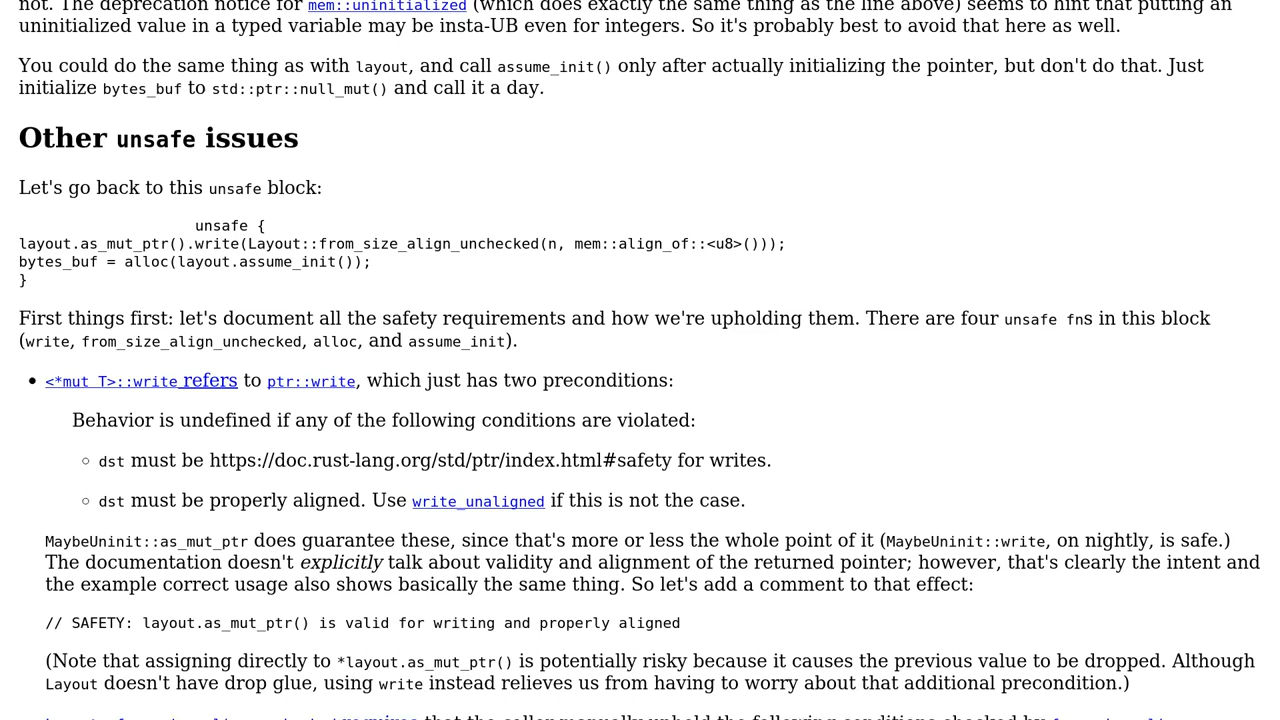 not. The deprecation notice for mem::uninitialized (which does exactly the same thing as the line above) seems to hint that putting an
uninitialized value in a typed variable may be insta-UB even for integers. So it's probably best to avoid that here as well.
You could do the same thing as with layout, and call assume_init() only after actually initializing the pointer, but don't do that. Just
initialize bytes_buf to std::ptr::null_mut() and call it a day.
Other unsafe issues
Let's go back to this unsafe block:
unsafe {
layout.as_mut_ptr().write(Layout::from_size_align_unchecked(n, mem::align_of::<u8>()));
bytes_buf = alloc(layout.assume_init());
}
First things first: let's document all the safety requirements and how we're upholding them. There are four unsafe fns in this block
(write, from_size_align_unchecked, alloc, and assume_init).
• <*mut T>::write refers to ptr::write, which just has two preconditions:
Behavior is undefined if any of the following conditions are violated:
◦ dst must be https://doc.rust-lang.org/std/ptr/index.html#safety for writes.
◦ dst must be properly aligned. Use write_unaligned if this is not the case.
MaybeUninit::as_mut_ptr does guarantee these, since that's more or less the whole point of it (MaybeUninit::write, on nightly, is safe.)
The documentation doesn't explicitly talk about validity and alignment of the returned pointer; however, that's clearly the intent and
the example correct usage also shows basically the same thing. So let's add a comment to that effect:
// SAFETY: layout.as_mut_ptr() is valid for writing and properly aligned
(Note that assigning directly to *layout.as_mut_ptr() is potentially risky because it causes the previous value to be dropped. Although
Layout doesn't have drop glue, using write instead relieves us from having to worry about that additional precondition.)
requires that the caller manually uphold the following conditions checked by